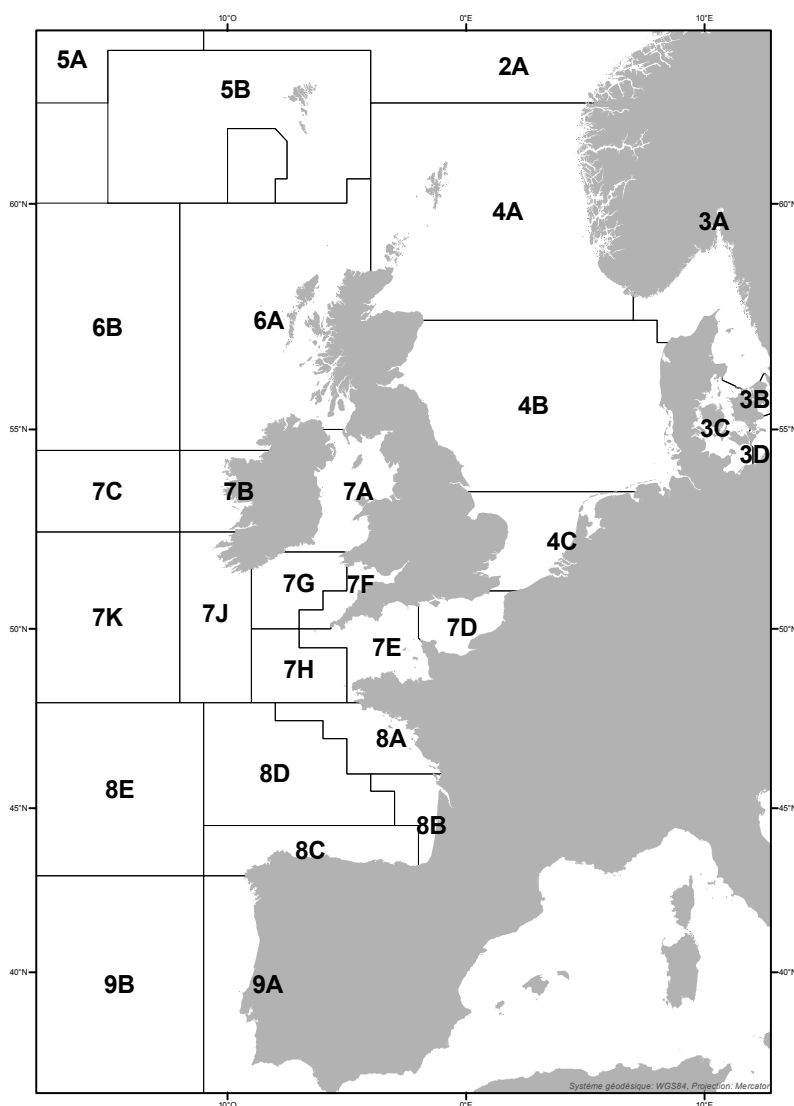 10°O 0°E 10°E
5A
2A
5B
60°N 60°N
4A
3A
6A
6B
4B
3B
55°N 55°N
3C
3D
7C 7B 7A
4C
7G 7F
7K 7J 7D
50°N 50°N
7E
7H
8A
8D
8E
45°N 45°N
8B
8C
40°N 40°N
9B 9A
Système géodésique: WGS84, Projection: Mercator
10°O 0°E 10°E